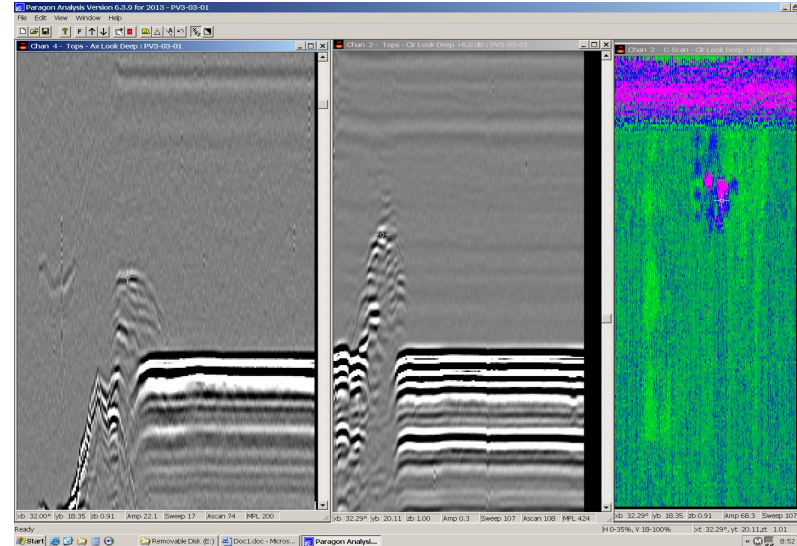 Paragon Analysis Version 6.3.9 for 2013 - PV3-03-01
File Edit View Window Help
Chan 4 - Tops - Ax Look Deep : PV3-03-01
Chan 2 - Tops - Cir Look Deep +6.0 db : PV3-03-01
Chan 2 - C-Scan - Cir Look Deep +6.0 db - Gate
xb 32.00° yb 18.35 zb 0.91 Amp 22.1 Sweep 17 Ascan 74 MPL 200
xb 32.29° yb 20.11 zb 1.00 Amp 0.3 Sweep 107 Ascan 108 MPL 424
xb 32.29° yb 18.35 zb 0.91 Amp 68.3 Sweep 107
Ready
H 0-35%, V 18-100% xt 32.29°, yt 20.11, zt 1.01
Start Removable Disk (E:) Doc1.doc - Micros... Paragon Analysi... 8:52